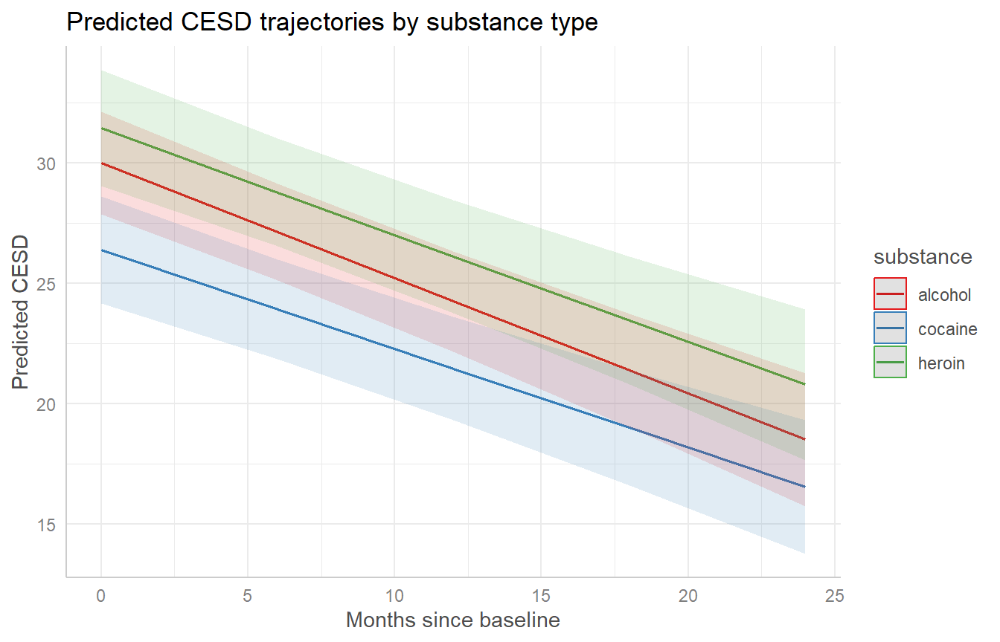 Predicted CESD trajectories by substance type
Predicted CESD
30
25
20
15
0 5 10 15 20 25
Months since baseline
substance
alcohol
cocaine
heroin